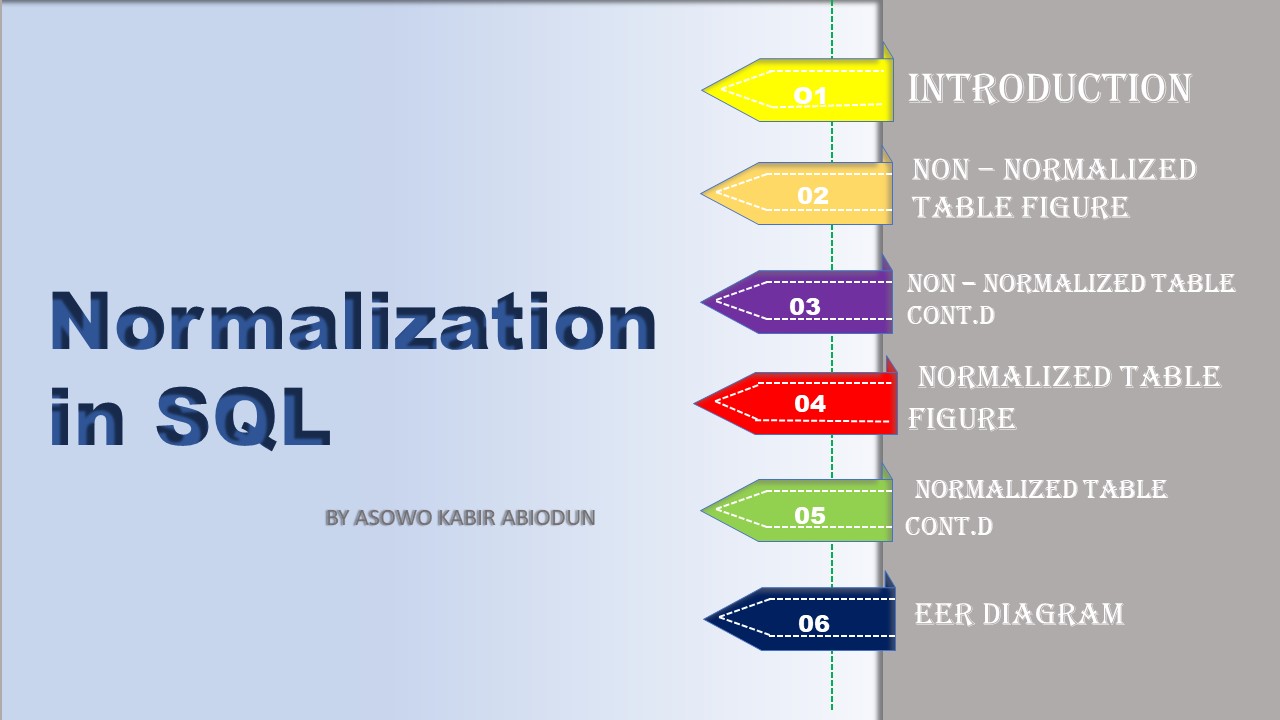 Normalization
in SQL
BY ASOWO KABIR ABIODUN
O1
INTRODUCTION
02
NON – NORMALIZED
TABLE FIGURE
03
NON – NORMALIZED TABLE
CONT.D
04
NORMALIZED TABLE
FIGURE
05
NORMALIZED TABLE
CONT.D
06
EER DIAGRAM